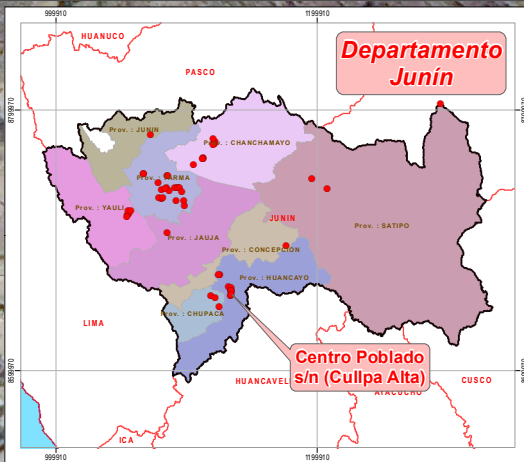 999910
1199910
HUANUCO
Departamento
Junín
PASCO
8799970
8799970
Prov. : JUNIN
Prov. : CHANCHAMAYO
Prov. : TARMA
Prov. : YAULI
JUNIN
Prov. : SATIPO
Prov. : JAUJA
Prov. : CONCEPCION
Prov. : HUANCAYO
Prov. : CHUPACA
LIMA
Centro Poblado
s/n (Cullpa Alta)
8599970
8599970
CUSCO
ICA
999910
1199910